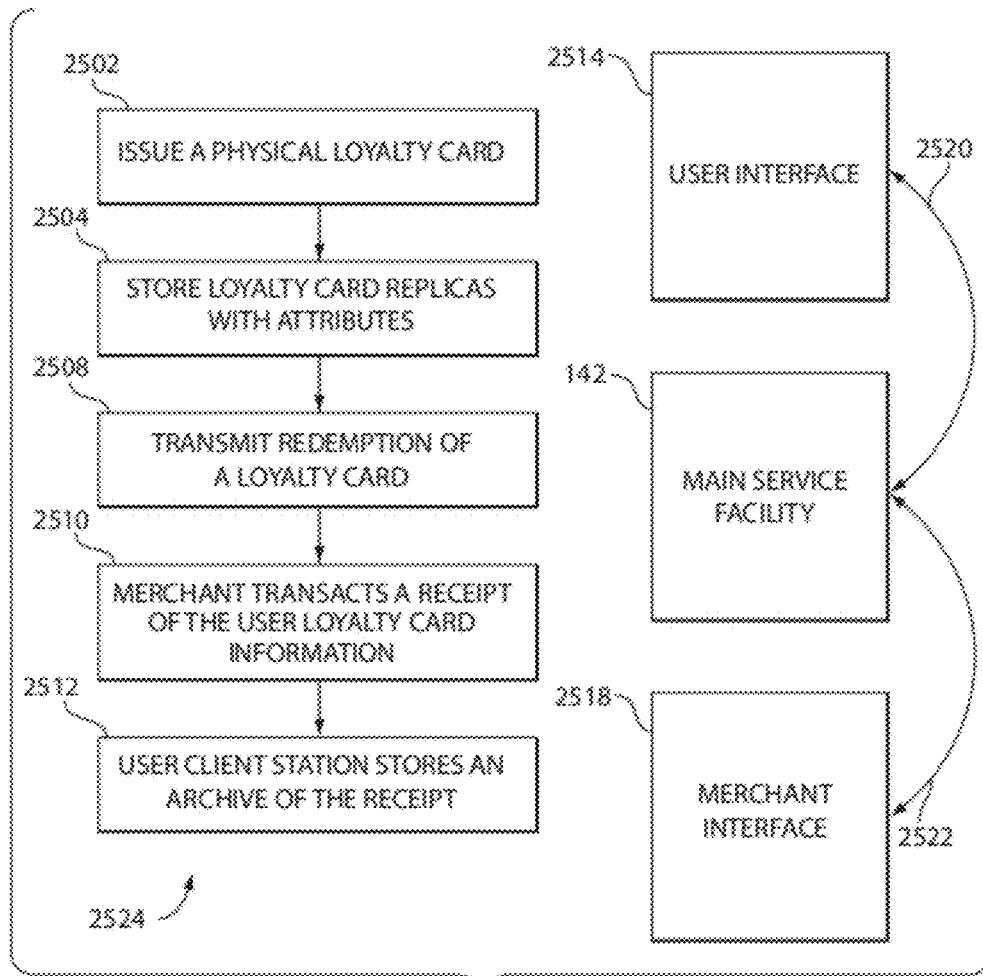 2502
ISSUE A PHYSICAL LOYALTY CARD
2504
STORE LOYALTY CARD REPLICAS
WITH ATTRIBUTES
2508
TRANSMIT REDEMPTION OF
A LOYALTY CARD
2510
MERCHANT TRANSACTS A RECEIPT
OF THE USER LOYALTY CARD
INFORMATION
2512
USER CLIENT STATION STORES AN
ARCHIVE OF THE RECEIPT
2524
2514
USER INTERFACE
2520
142
MAIN SERVICE
FACILITY
2518
MERCHANT
INTERFACE
2522